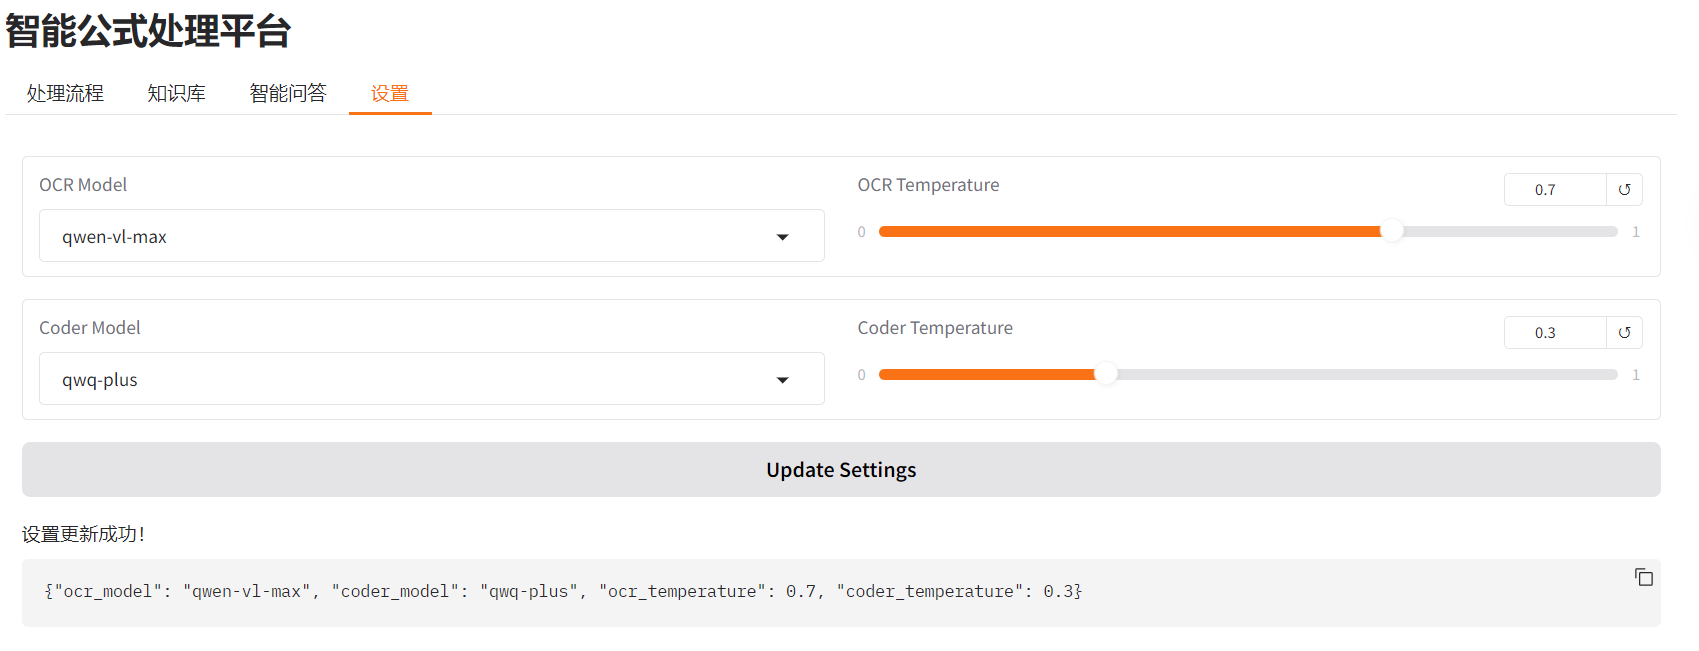 智能公式处理平台
处理流程 知识库 智能问答 设置
OCR Model
qwen-vl-max
OCR Temperature
0.7
0
1
Coder Model
qwq-plus
Coder Temperature
0.3
0
1
Update Settings
设置更新成功！
{"ocr_model": "qwen-vl-max", "coder_model": "qwq-plus", "ocr_temperature": 0.7, "coder_temperature": 0.3}